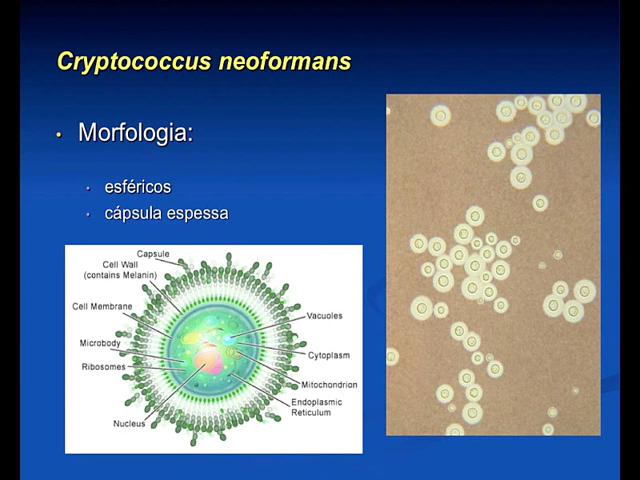 Cryptococcus neoformans
• Morfologia:
• esféricos
• cápsula espessa
Capsule
Cell Wall
(contains Melanin)
Cell Membrane
Microbody
Ribosomes
Nucleus
Vacuoles
Cytoplasm
Mitochondrion
Endoplasmic
Reticulum